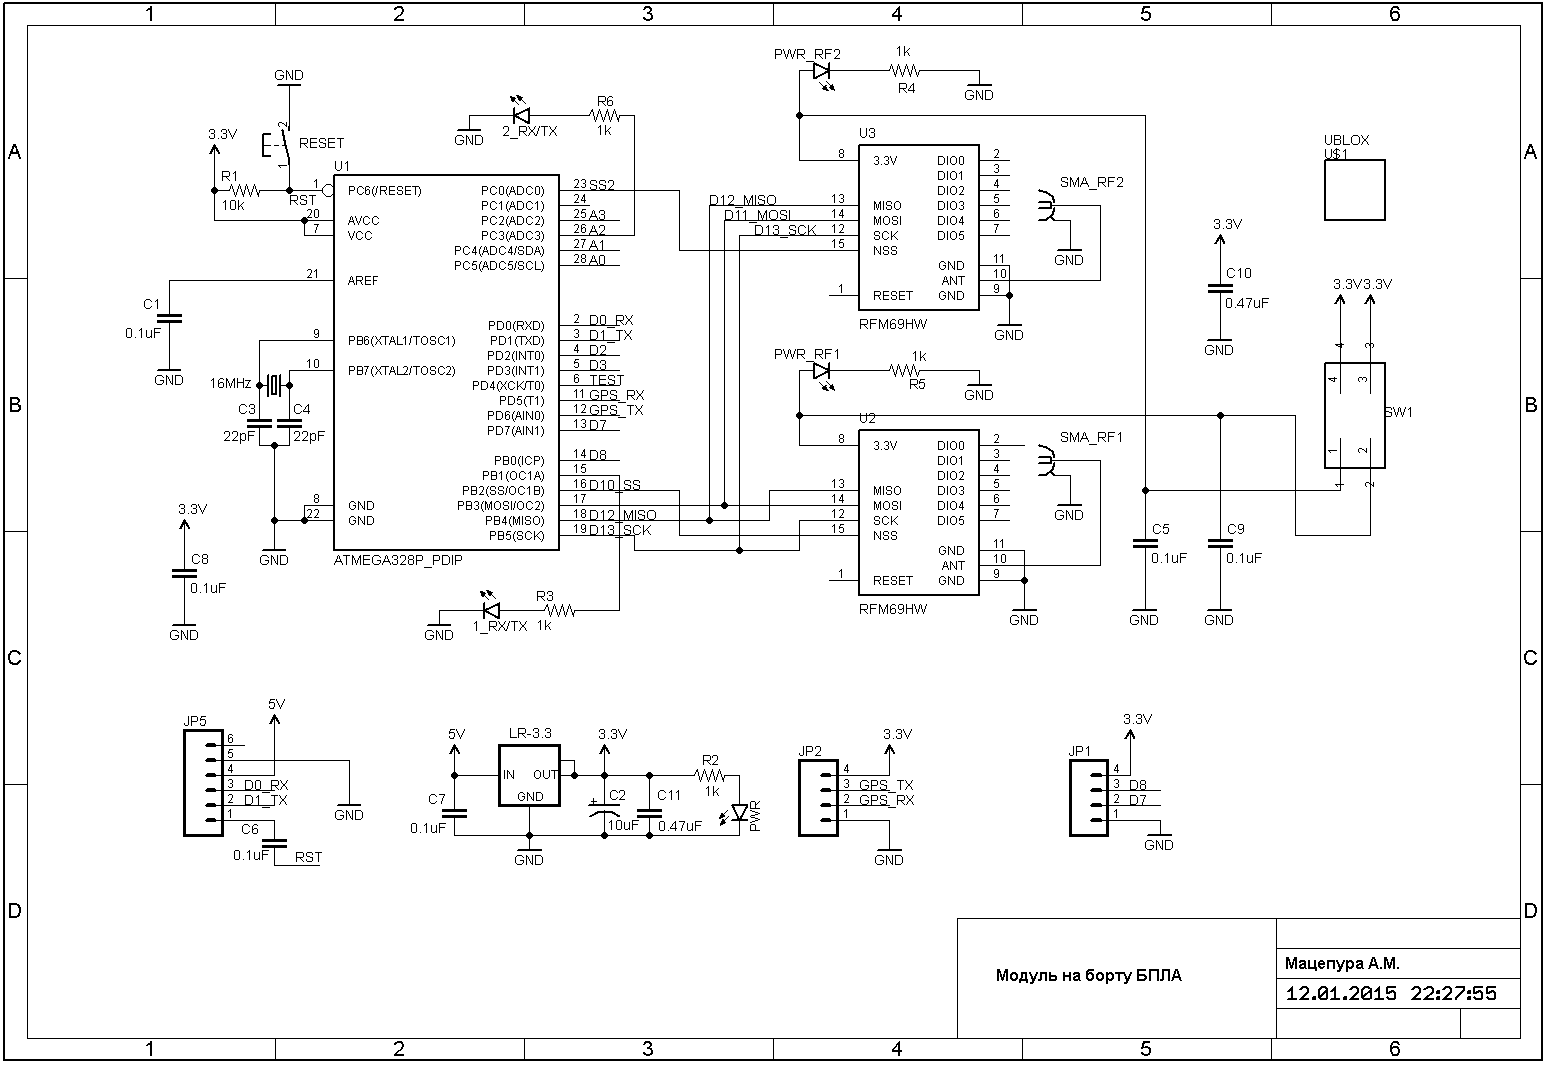 1 2 3 4 5 6
A A
B B
C C
D D
GND
3.3V
RESET
2
1
R1
10k
RST
U1
1 PC6(/RESET)
20 AVCC
7 VCC
21 AREF
9 PB6(XTAL1/TOSC1)
10 PB7(XTAL2/TOSC2)
8 GND
22 GND
PC0(ADC0) 23 SS2
PC1(ADC1) 24
PC2(ADC2) 25 A3
PC3(ADC3) 26 A2
PC4(ADC4/SDA) 27 A1
PC5(ADC5/SCL) 28 A0
PD0(RXD) 2 D0_RX
PD1(TXD) 3 D1_TX
PD2(INT0) 4 D2
PD3(INT1) 5 D3
PD4(XCK/T0) 6 TEST
PD5(T1) 11 GPS_RX
PD6(AIN0) 12 GPS_TX
PD7(AIN1) 13 D7
PB0(ICP) 14 D8
PB1(OC1A) 15
PB2(SS/OC1B) 16 D10_SS
PB3(MOSI/OC2) 17
PB4(MISO) 18 D12_MISO
PB5(SCK) 19 D13_SCK
ATMEGA328P_PDIP
C1
0.1uF
GND
16MHz
C3 C4
22pF 22pF
GND
3.3V
C8
0.1uF
GND
GND
2_RX/TX
R6
1k
GND
1_RX/TX
R3
1k
D12_MISO
D11_MOSI
D13_SCK
PWR_RF2
1k
R4
GND
U3
8 3.3V
13 MISO
14 MOSI
12 SCK
15 NSS
1 RESET
DIO0 2
DIO1 3
DIO2 4
DIO3 5
DIO4 6
DIO5 7
GND 11
ANT 10
GND 9
RFM69HW
SMA_RF2
GND
GND
PWR_RF1
1k
R5
GND
U2
8 3.3V
13 MISO
14 MOSI
12 SCK
15 NSS
1 RESET
DIO0 2
DIO1 3
DIO2 4
DIO3 5
DIO4 6
DIO5 7
GND 11
ANT 10
GND 9
RFM69HW
SMA_RF1
GND
GND
UBLOX
U$1
3.3V
C10
0.47uF
GND
3.3V 3.3V
4 3
4 3
SW1
1 2
1 2
C5
0.1uF
GND
C9
0.1uF
GND
JP5
5V
6
5
4
3 D0_RX
2 D1_TX
1
GND
C6
0.1uF
RST
5V
LR-3.3
IN OUT
GND
3.3V
C7
0.1uF
C2
+
10uF
C11
0.47uF
R2
1k
PWR
GND
JP2
3.3V
4
3 GPS_TX
2 GPS_RX
1
GND
JP1
3.3V
4
3 D8
2 D7
1
GND
Модуль на борту БПЛА
Мацепура А.М.
12.01.2015 22:27:55
1 2 3 4 5 6